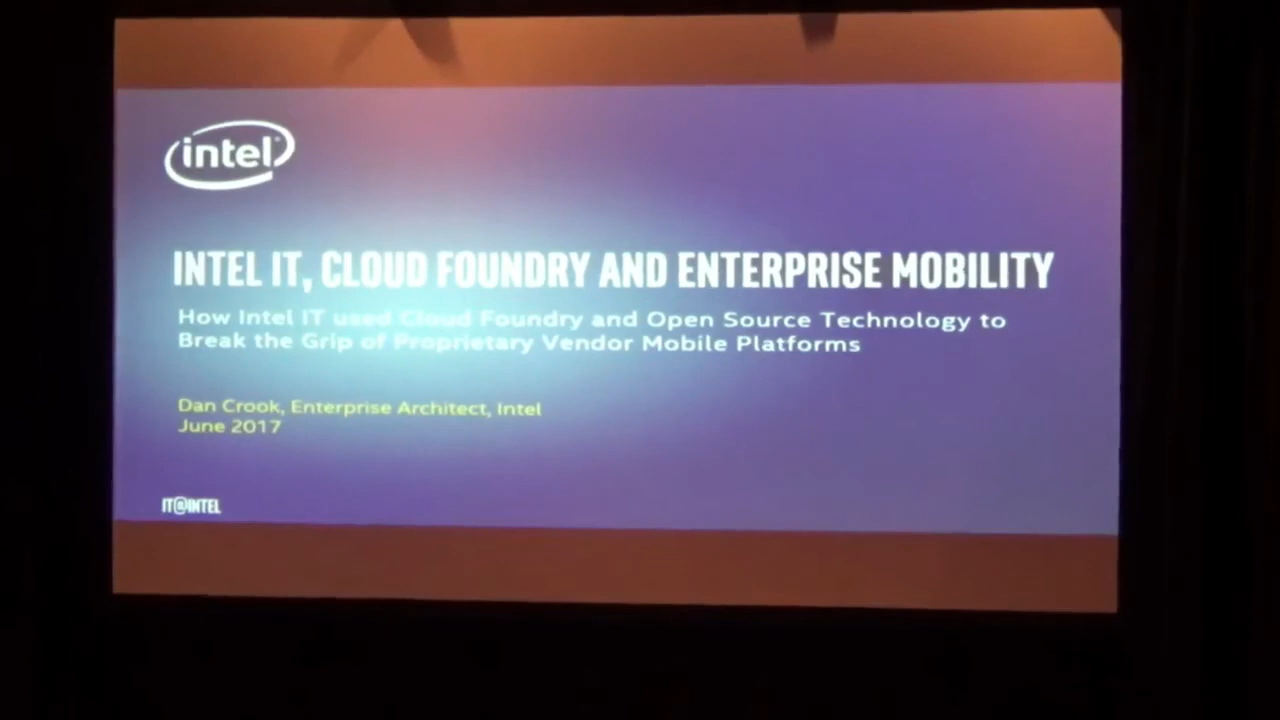 intel
INTEL IT, CLOUD FOUNDRY AND ENTERPRISE MOBILITY
How Intel IT used Cloud Foundry and Open Source Technology to
Break the Grip of Proprietary Vendor Mobile Platforms
Dan Crook, Enterprise Architect, Intel
June 2017
IT@INTEL